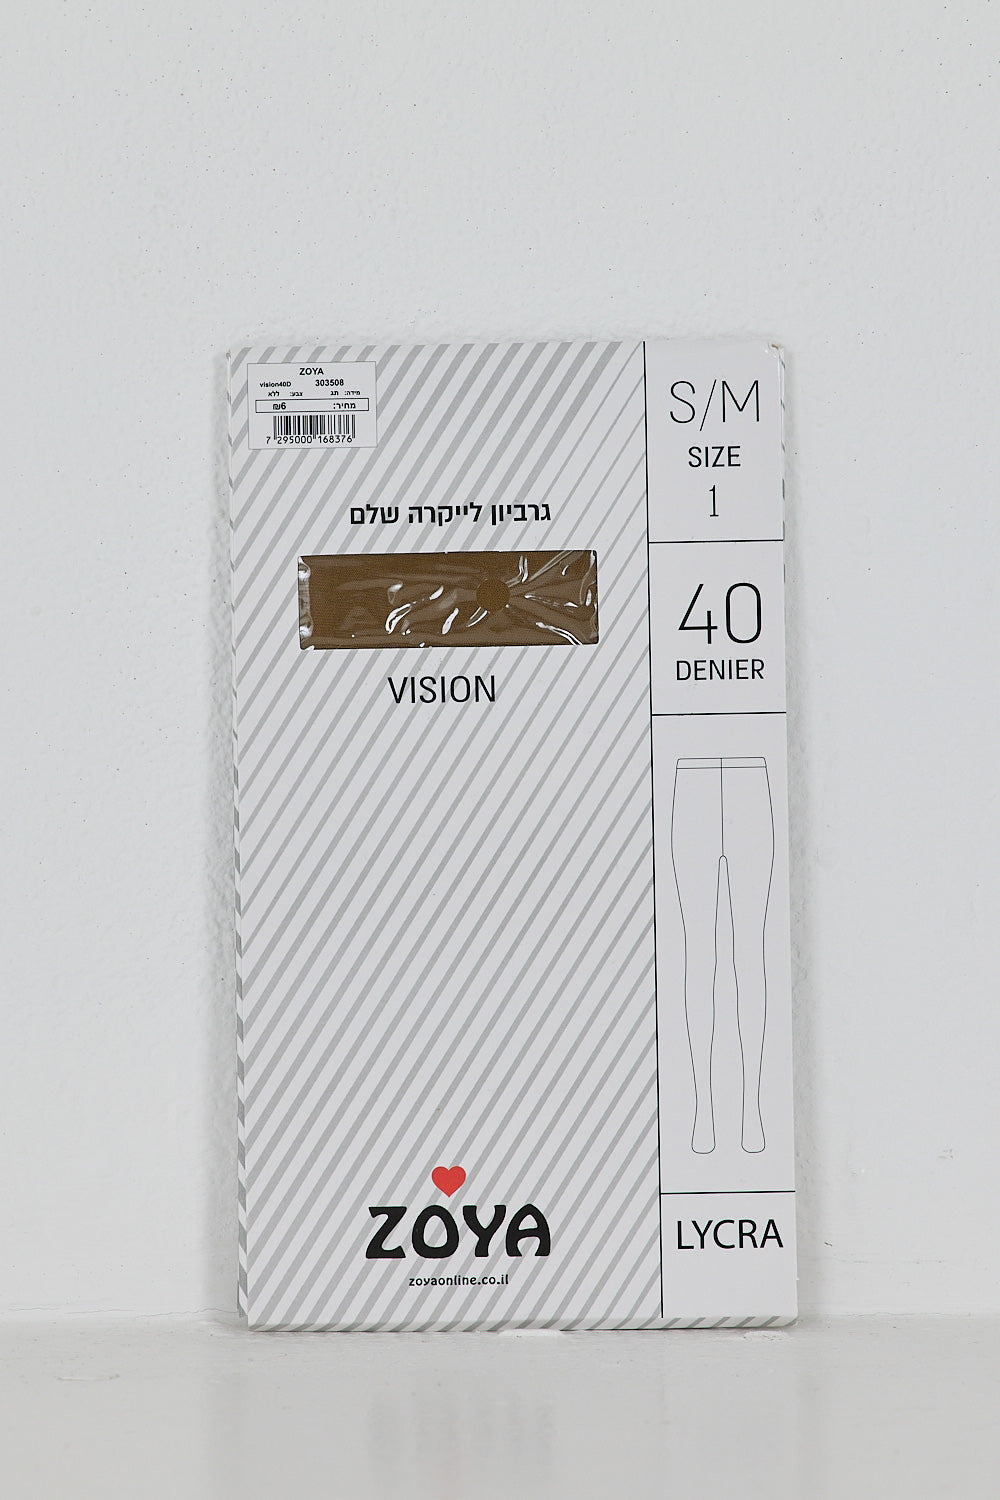 ZOYA
vision40D 303508
מידה: תג צבע: ללא
מחיר: ₪6
7 295000 168376
S/M
SIZE
1
גרביון לייקרה שלם
40
DENIER
VISION
ZOYA
zoyaonline.co.il
LYCRA